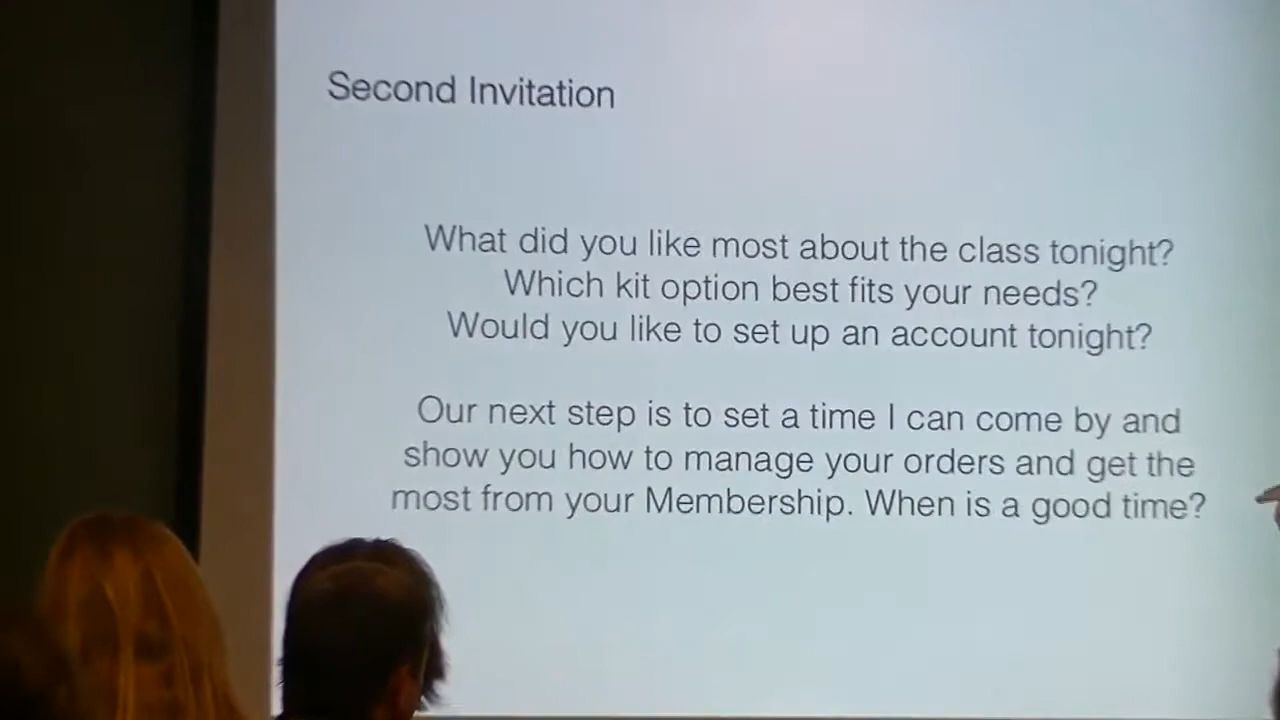 Second Invitation
What did you like most about the class tonight?
Which kit option best fits your needs?
Would you like to set up an account tonight?
Our next step is to set a time I can come by and
show you how to manage your orders and get the
most from your Membership. When is a good time?